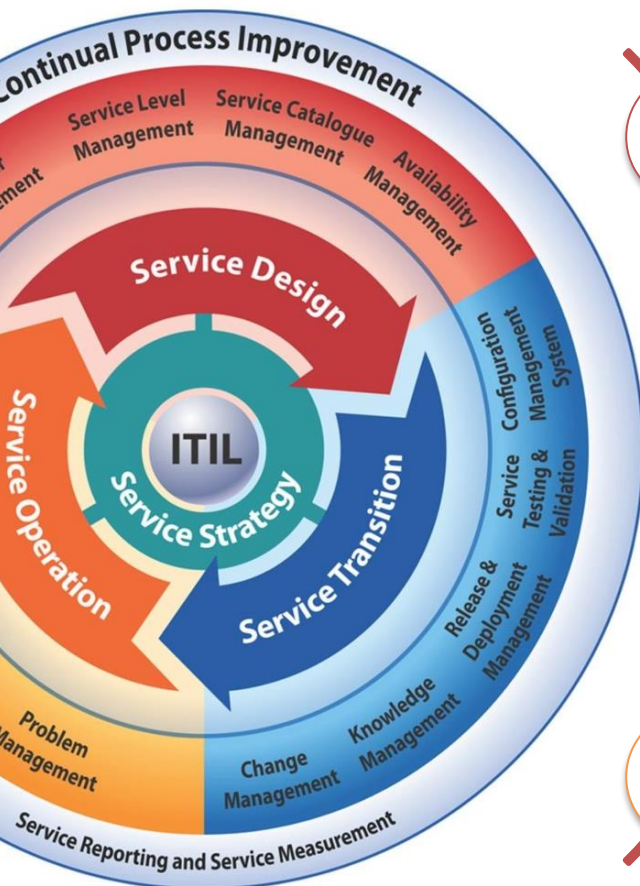 Continual Process Improvement
Service Level
Management
Service Catalogue
Management
Availability
Management
Service Design
Configuration
Management
System
Service
Testing &
Validation
Release &
Deployment
Management
Knowledge
Management
Change
Management
Service Transition
ITIL
Service Strategy
Service Operation
Problem
Management
Service Reporting and Service Measurement